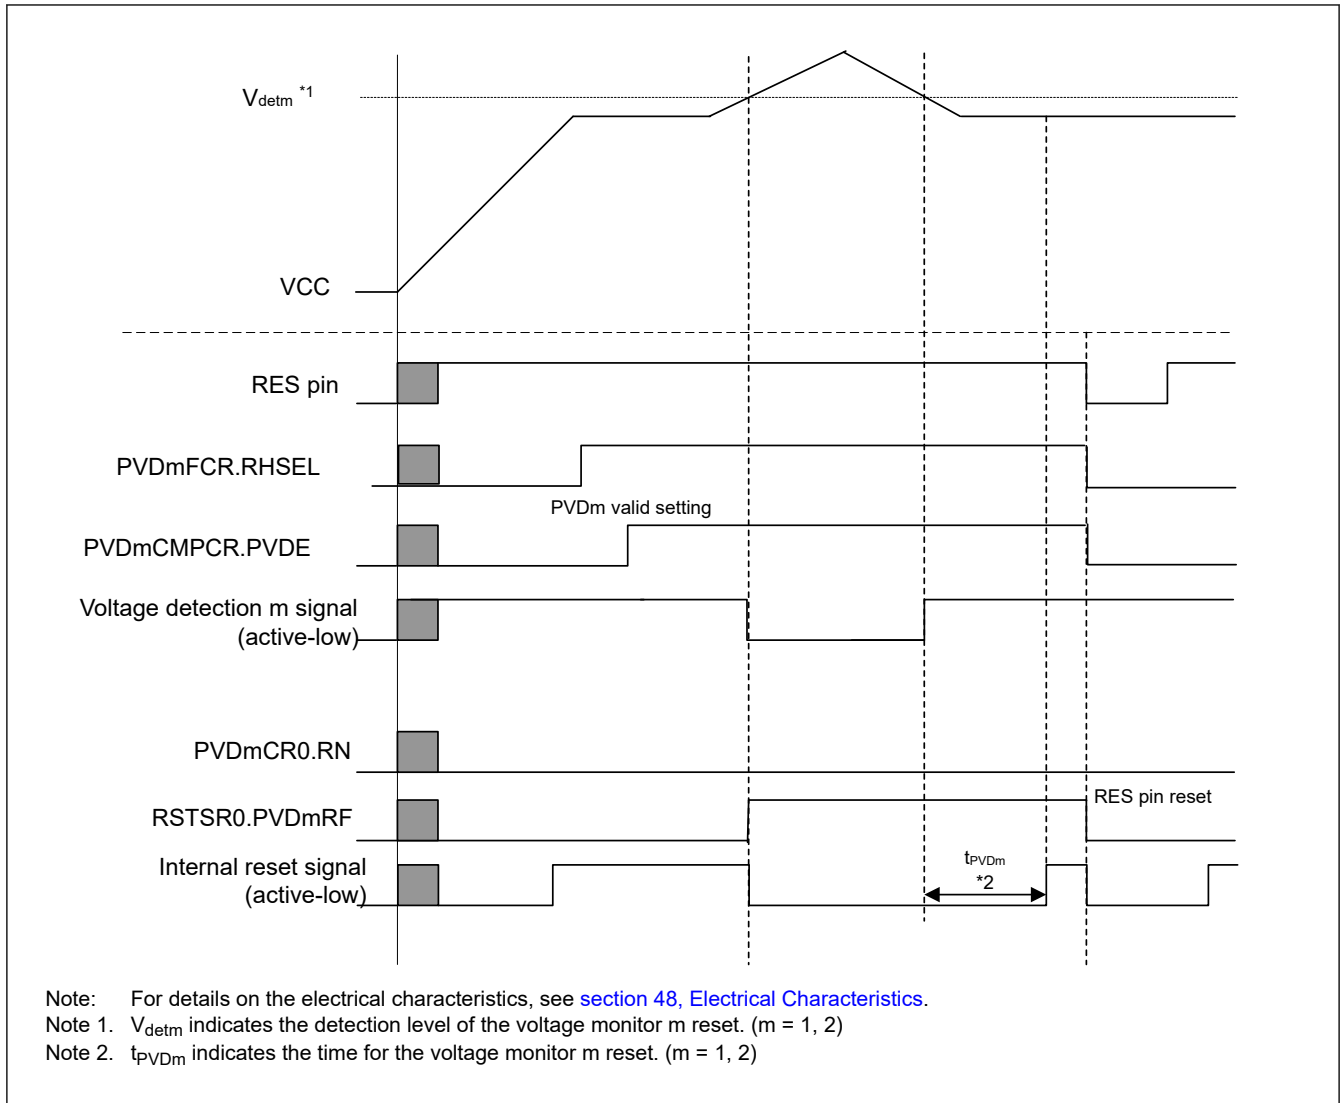 Vdetm *1
VCC
RES pin
PVDmFCR.RHSEL
PVDm valid setting
PVDmCMPCR.PVDE
Voltage detection m signal
(active-low)
PVDmCR0.RN
RES pin reset
RSTSR0.PVDmRF
Internal reset signal
(active-low)
tPVDm
*2
Note: For details on the electrical characteristics, see section 48, Electrical Characteristics.
Note 1. Vdetm indicates the detection level of the voltage monitor m reset. (m = 1, 2)
Note 2. tPVDm indicates the time for the voltage monitor m reset. (m = 1, 2)